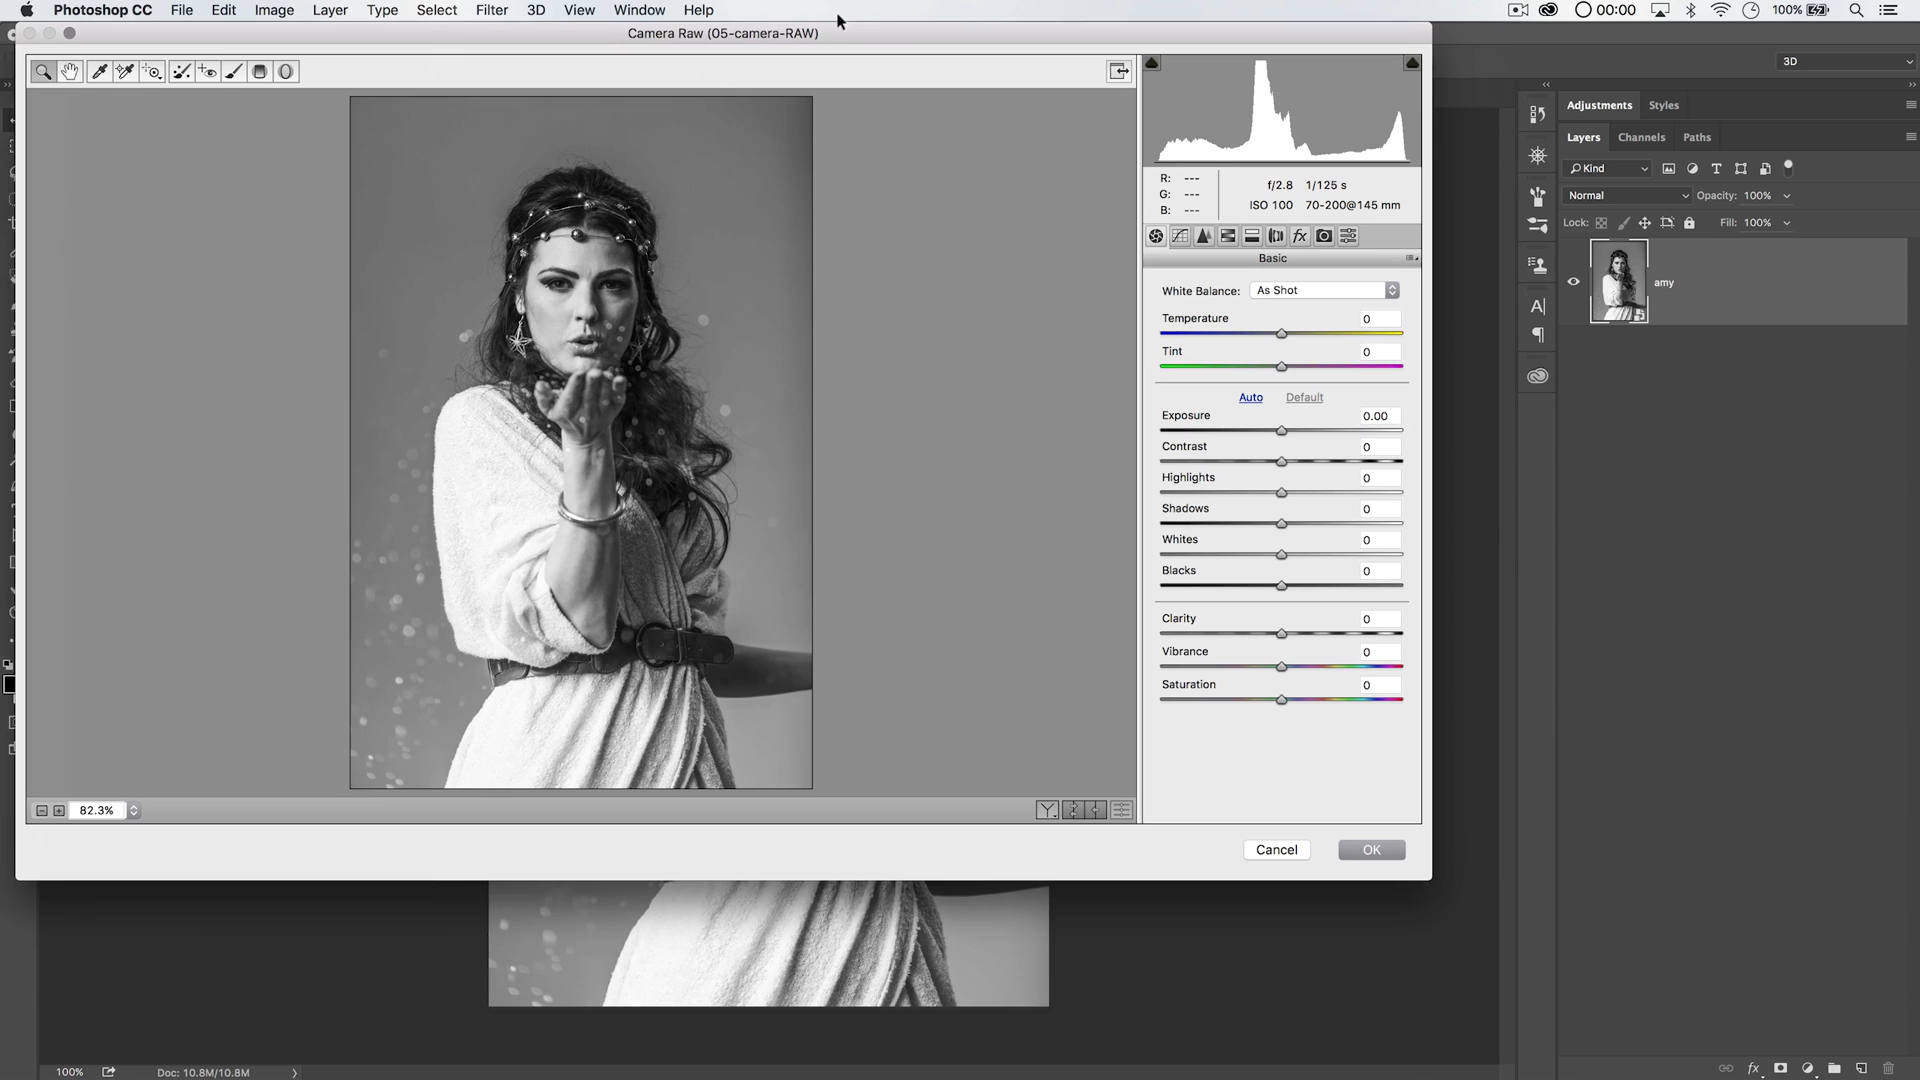 Photoshop CC File Edit Image Layer Type Select Filter 3D View Window Help 00:00 100%
Camera Raw (05-camera-RAW)
3D
Adjustments Styles
Layers Channels Paths
Kind
Normal Opacity: 100%
Lock: Fill: 100%
amy
R: ---
G: ---
B: ---
f/2.8 1/125 s
ISO 100 70-200@145 mm
fx
Basic
White Balance: As Shot
Temperature 0
Tint 0
Auto Default
Exposure 0.00
Contrast 0
Highlights 0
Shadows 0
Whites 0
Blacks 0
Clarity 0
Vibrance 0
Saturation 0
82.3%
Y
Cancel OK
100% Doc: 10.8M/10.8M
fx